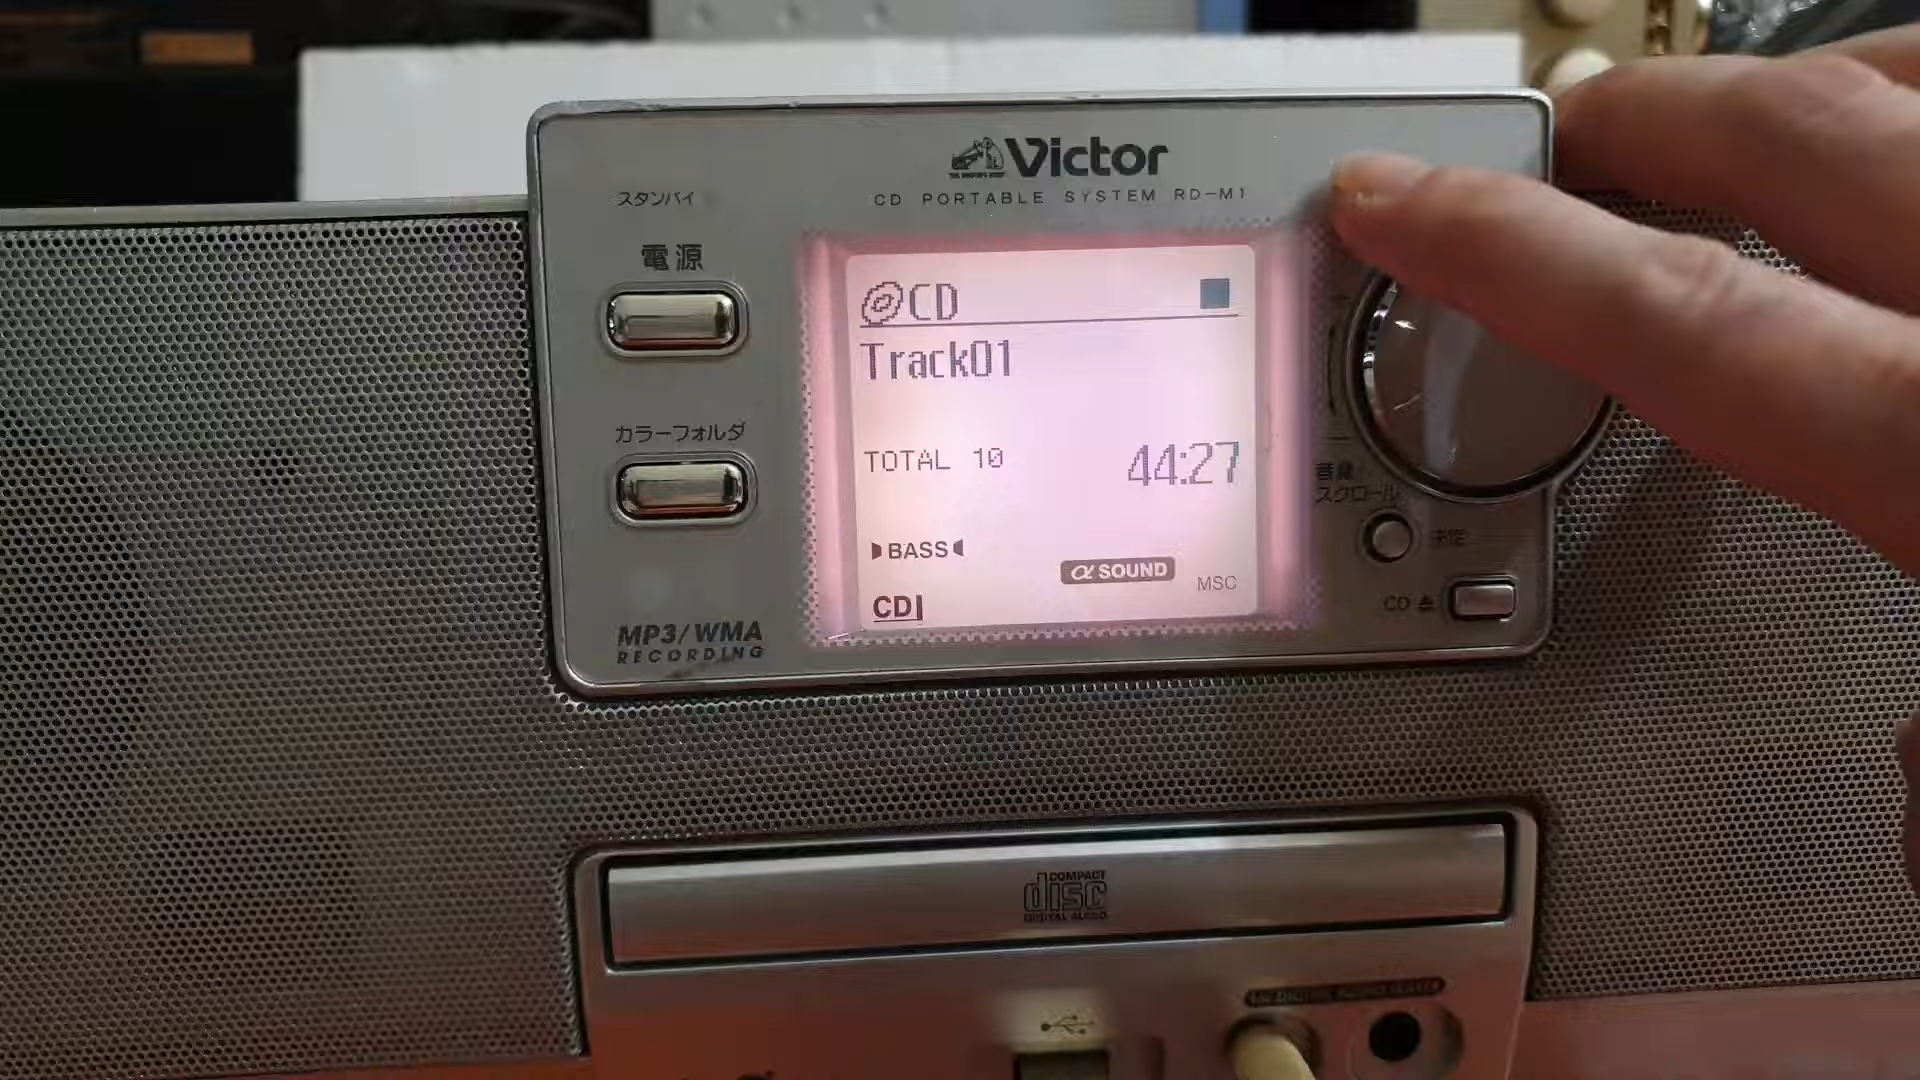 Victor
CD PORTABLE SYSTEM RD-M1
スタンバイ
電源
カラーフォルダ
MP3/WMA
RECORDING
CD
Track01
TOTAL 10 44:27
BASS
α SOUND
MSC
CD
音量/
スクロール
決定
CD
COMPACT
disc
DIGITAL AUDIO